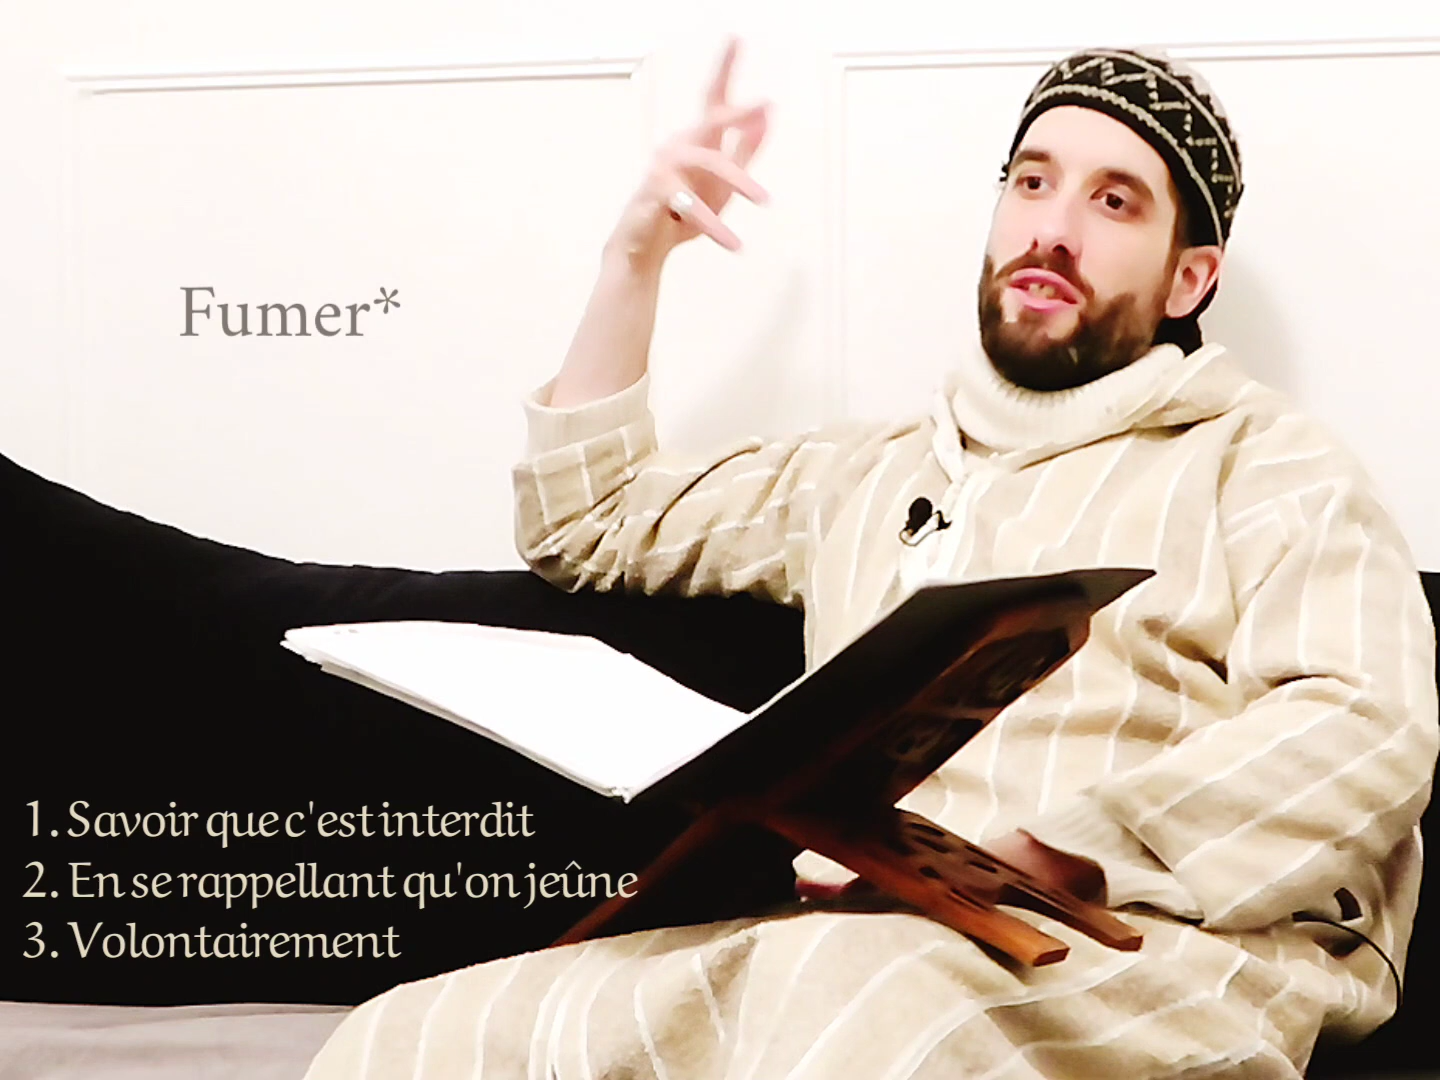 Fumer*
1. Savoir que c'est interdit
2. En se rappellant qu'on jeûne
3. Volontairement